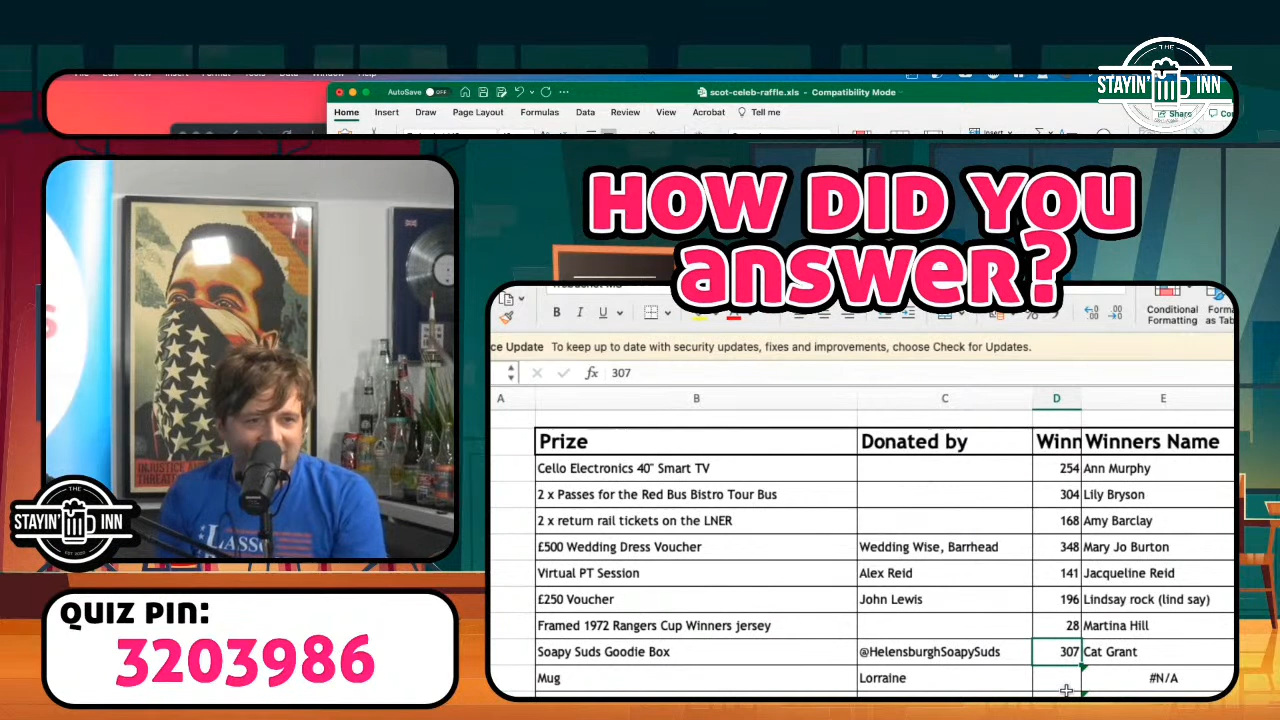 THE
STAYIN' INN
AutoSave OFF
scot-celeb-raffle.xls - Compatibility Mode
Home Insert Draw Page Layout Formulas Data Review View Acrobat Tell me
Share
HOW DID YOU
answer?
B I U
Conditional
Formatting
ce Update To keep up to date with security updates, fixes and improvements, choose Check for Updates.
fx 307
A B C D E
Prize Donated by Winn Winners Name
Cello Electronics 40" Smart TV 254 Ann Murphy
2 x Passes for the Red Bus Bistro Tour Bus 304 Lily Bryson
2 x return rail tickets on the LNER 168 Amy Barclay
£500 Wedding Dress Voucher Wedding Wise, Barrhead 348 Mary Jo Burton
Virtual PT Session Alex Reid 141 Jacqueline Reid
£250 Voucher John Lewis 196 Lindsay rock (lind say)
Framed 1972 Rangers Cup Winners jersey 28 Martina Hill
Soapy Suds Goodie Box @HelensburghSoapySuds 307 Cat Grant
Mug Lorraine #N/A
THE
STAYIN' INN
QUIZ PIN:
3203986